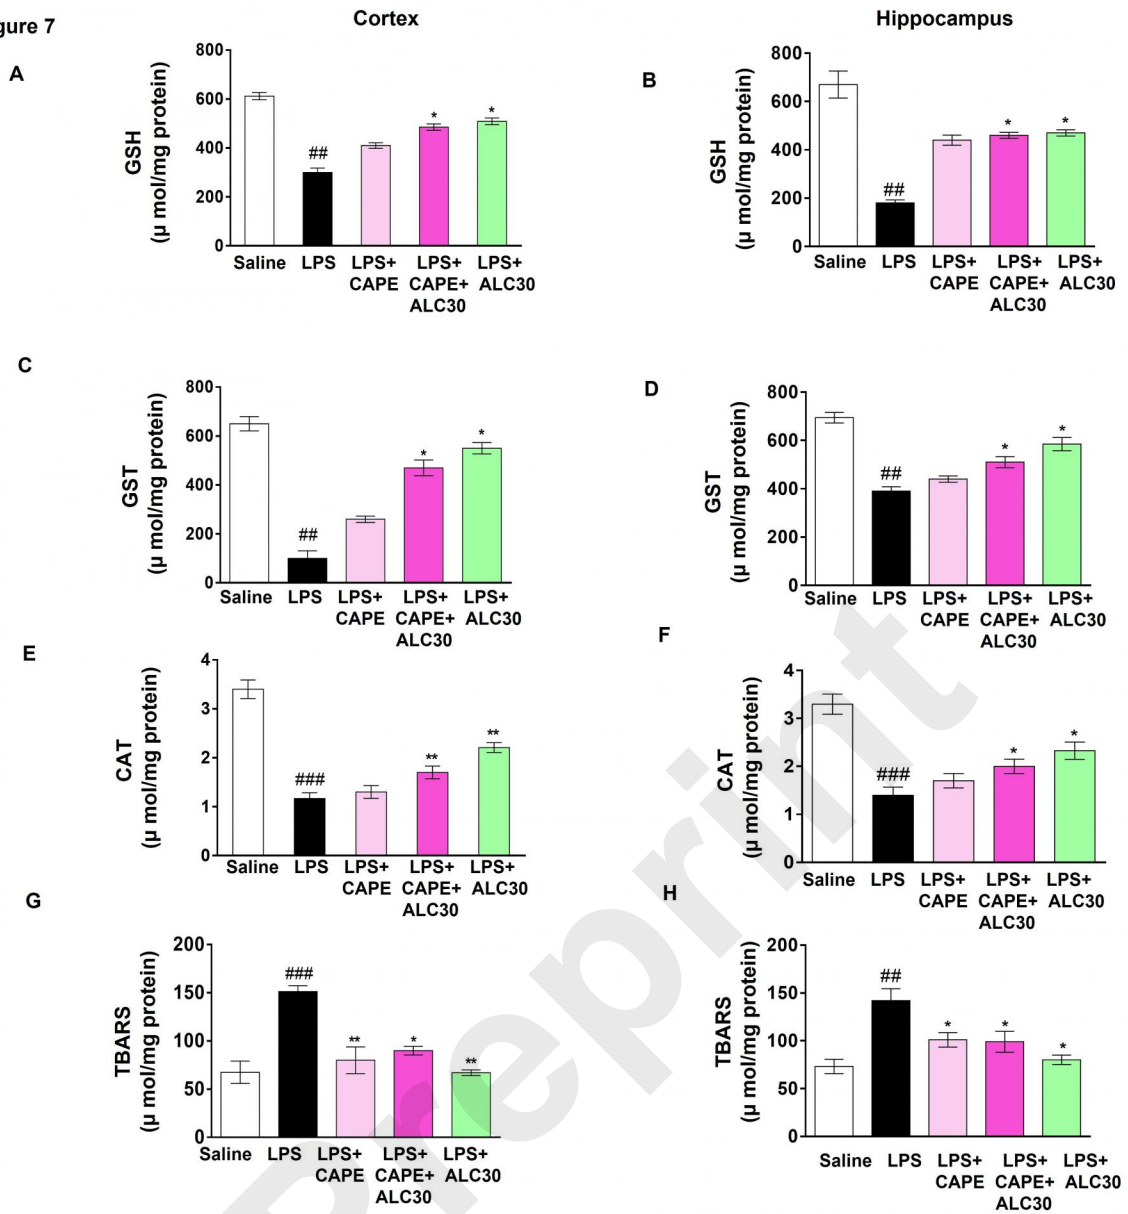 gure 7
Cortex
Hippocampus
A
GSH
(µ mol/mg protein)
800
600
400
200
0
##
*
*
Saline LPS LPS+ LPS+ LPS+
CAPE CAPE+ ALC30
ALC30
B
GSH
(µ mol/mg protein)
800
600
400
200
0
##
*
*
Saline LPS LPS+ LPS+ LPS+
CAPE CAPE+ ALC30
ALC30
C
GST
(µ mol/mg protein)
800
600
400
200
0
##
*
*
Saline LPS LPS+ LPS+ LPS+
CAPE CAPE+ ALC30
ALC30
D
GST
(µ mol/mg protein)
800
600
400
200
0
##
*
*
Saline LPS LPS+ LPS+ LPS+
CAPE CAPE+ ALC30
ALC30
E
CAT
(µ mol/mg protein)
4
3
2
1
0
###
**
**
Saline LPS LPS+ LPS+ LPS+
CAPE CAPE+ ALC30
ALC30
F
CAT
(µ mol/mg protein)
4
3
2
1
0
###
*
*
Saline LPS LPS+ LPS+ LPS+
CAPE CAPE+ ALC30
ALC30
G
TBARS
(µ mol/mg protein)
200
150
100
50
0
###
**
*
**
Saline LPS LPS+ LPS+ LPS+
CAPE CAPE+ ALC30
ALC30
H
TBARS
(µ mol/mg protein)
200
150
100
50
0
##
*
*
*
Saline LPS LPS+ LPS+ LPS+
CAPE CAPE+ ALC30
ALC30
Preprint